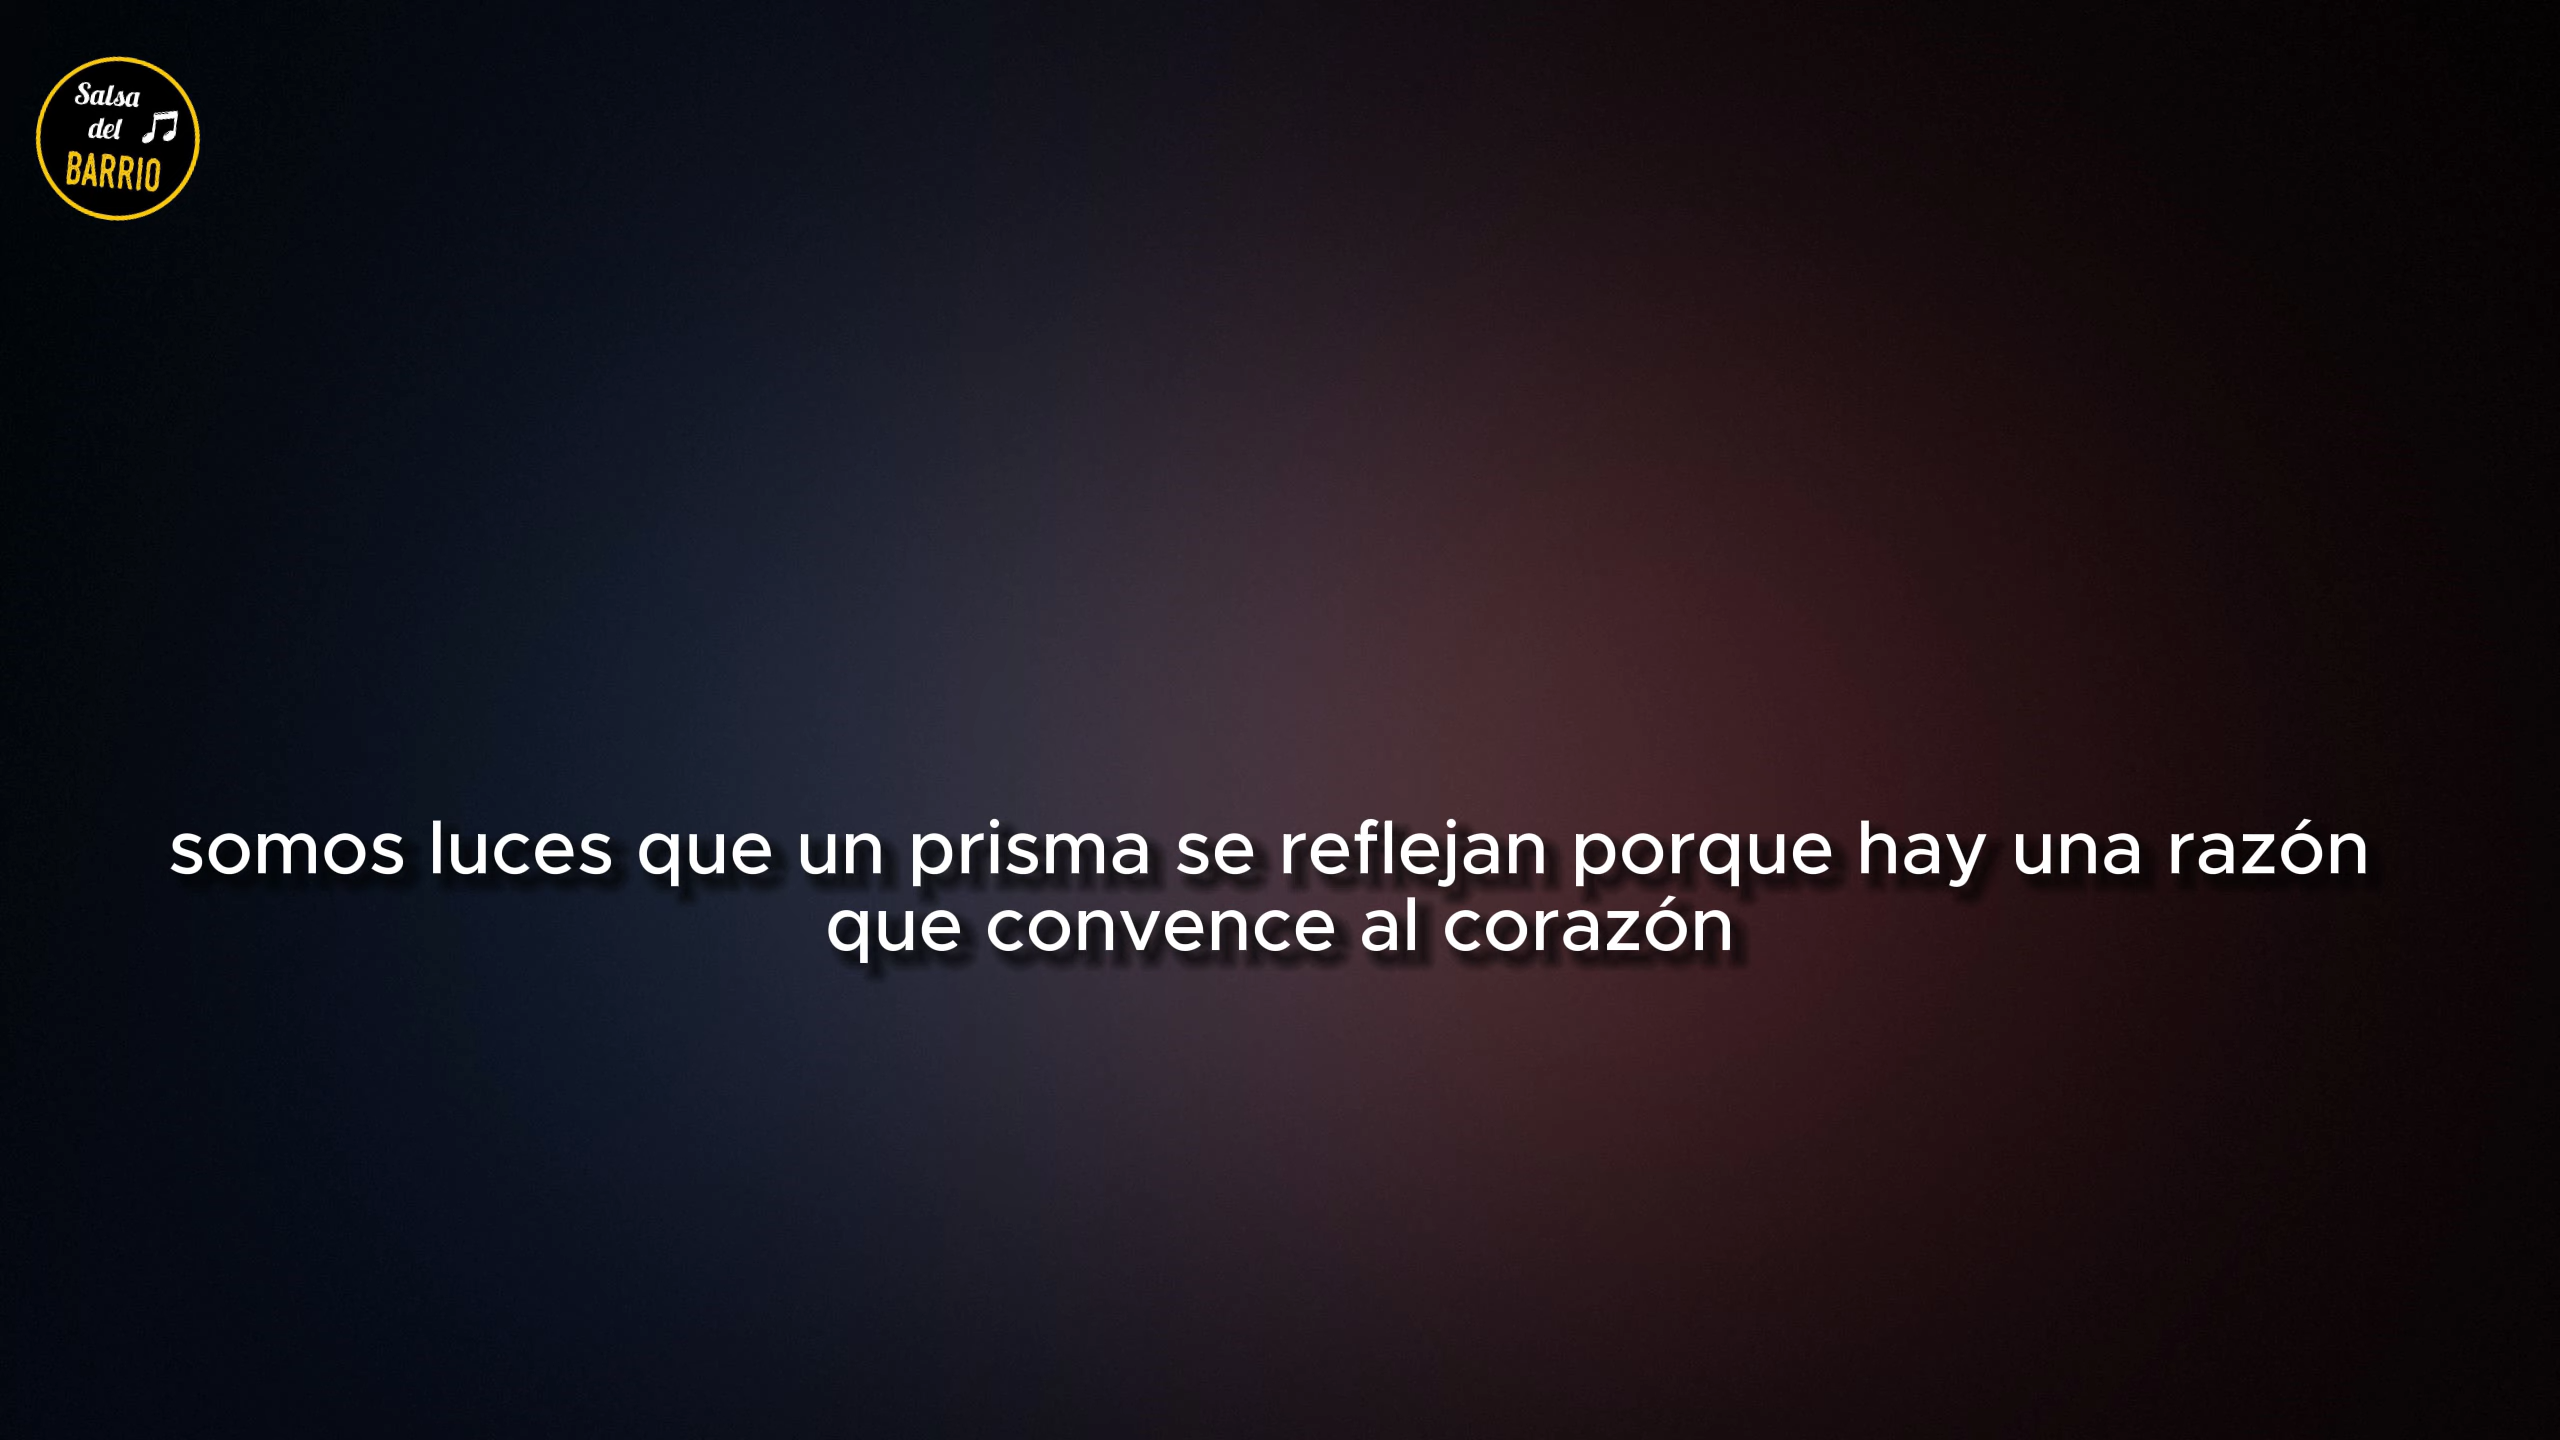 Salsa
del
BARRIO
somos luces que un prisma se reflejan porque hay una razón
que convence al corazón